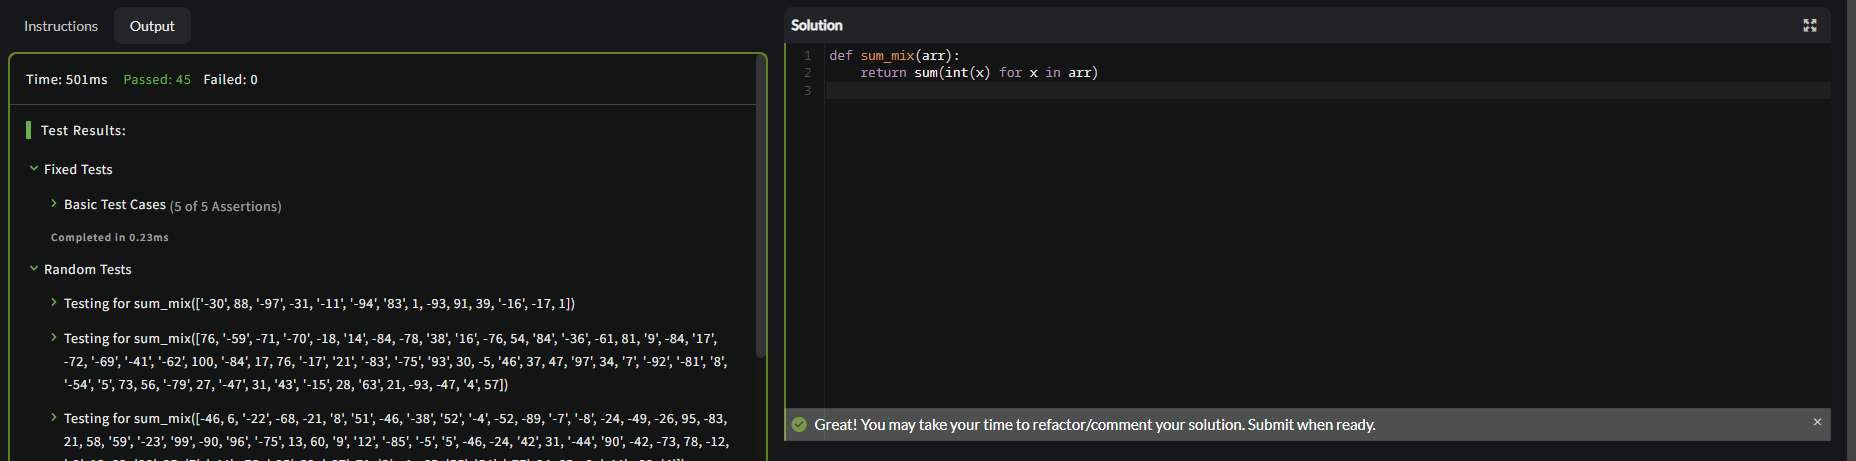 Instructions
Output
Time: 501ms Passed: 45 Failed: 0
Test Results:
Fixed Tests
Basic Test Cases (5 of 5 Assertions)
Completed in 0.23ms
Random Tests
Testing for sum_mix(['-30', 88, '-97', -31, '-11', '-94', '83', 1, -93, 91, 39, '-16', -17, 1])
Testing for sum_mix([76, '-59', -71, '-70', -18, '14', -84, -78, '38', '16', -76, 54, '84', '-36', -61, 81, '9', -84, '17',
-72, '-69', '-41', '-62', 100, '-84', 17, 76, '-17', '21', '-83', '-75', '93', 30, -5, '46', 37, 47, '97', 34, '7', '-92', '-81', '8',
'-54', '5', 73, 56, '-79', 27, '-47', 31, '43', '-15', 28, '63', 21, -93, -47, '4', 57])
Testing for sum_mix([-46, 6, '-22', -68, -21, '8', '51', -46, '-38', '52', '-4', -52, -89, '-7', '-8', -24, -49, -26, 95, -83,
21, 58, '59', '-23', '99', -90, '96', '-75', 13, 60, '9', '12', '-85', '-5', '5', -46, -24, '42', 31, '-44', '90', -42, -73, 78, -12,
Solution
1 def sum_mix(arr):
2 return sum(int(x) for x in arr)
3
Great! You may take your time to refactor/comment your solution. Submit when ready.
×